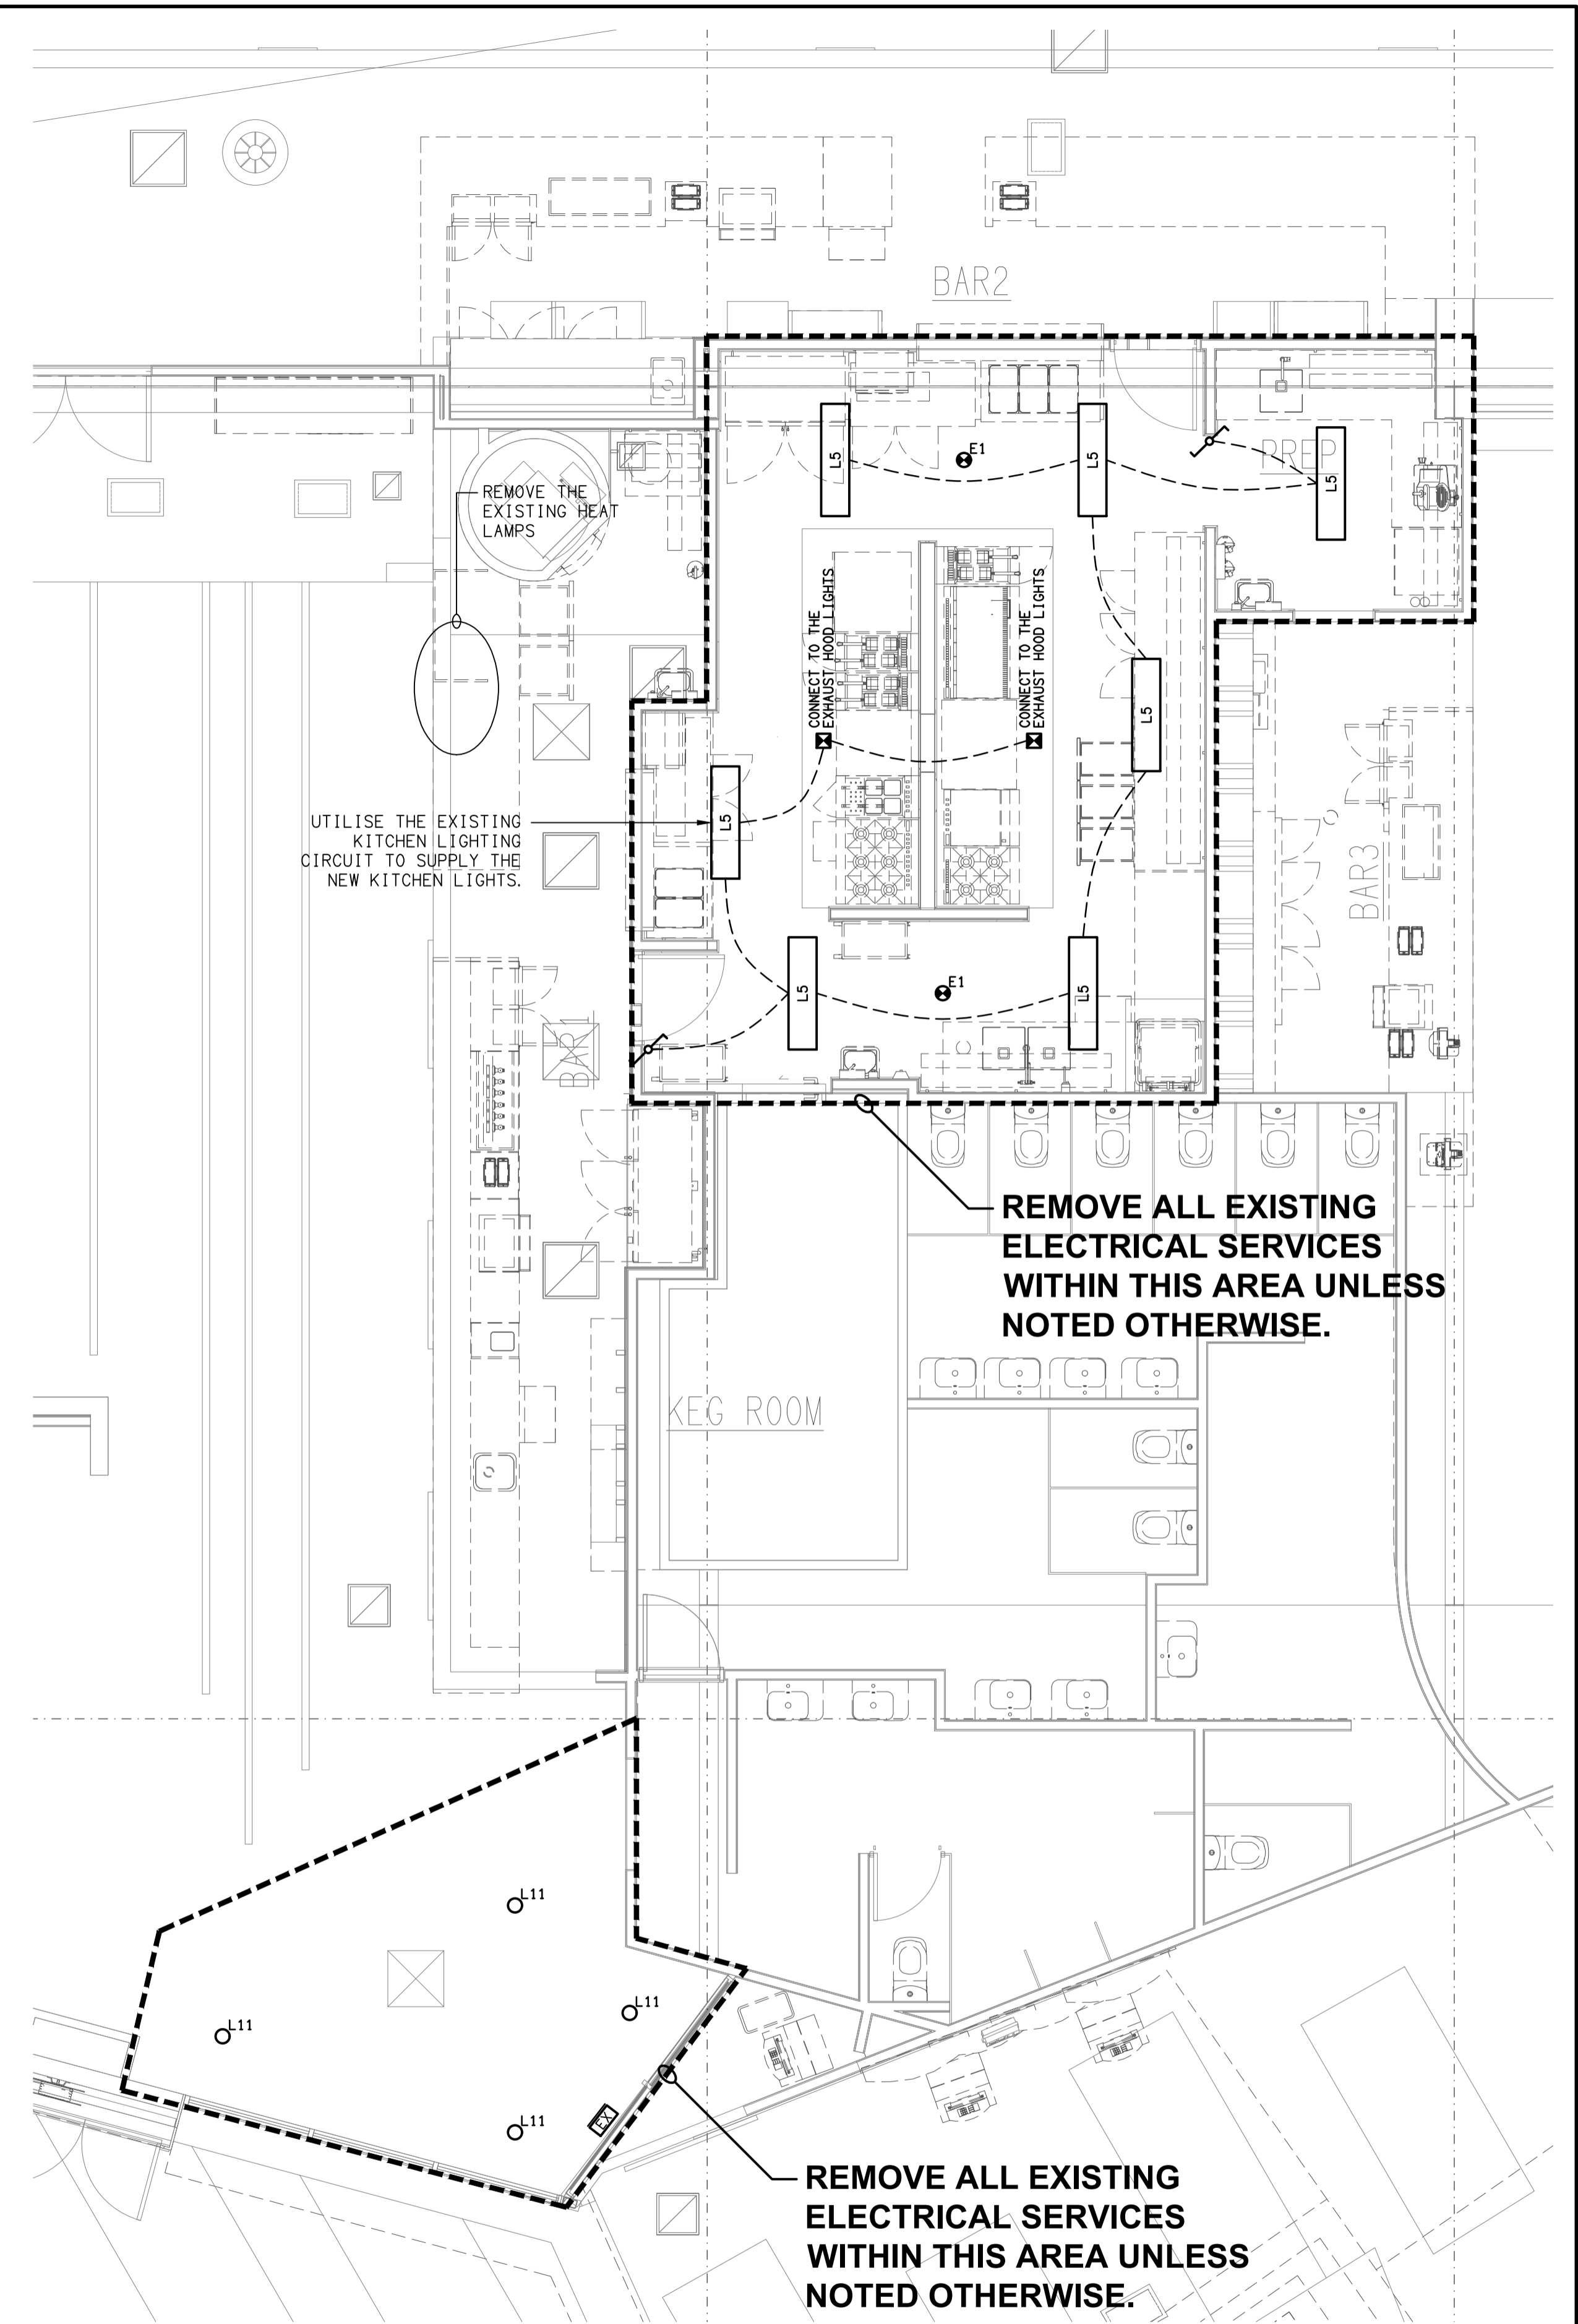 BAR2
E1
L5
L5
L5
PREP
REMOVE THE
EXISTING HEAT
LAMPS
CONNECT TO THE
EXHAUST HOOD LIGHTS
CONNECT TO THE
EXHAUST HOOD LIGHTS
L5
L5
UTILISE THE EXISTING
KITCHEN LIGHTING
CIRCUIT TO SUPPLY THE
NEW KITCHEN LIGHTS.
BAR3
L5
E1
L5
BAR1
REMOVE ALL EXISTING
ELECTRICAL SERVICES
WITHIN THIS AREA UNLESS
NOTED OTHERWISE.
KEG ROOM
L11
L11
L11
L11
EX
REMOVE ALL EXISTING
ELECTRICAL SERVICES
WITHIN THIS AREA UNLESS
NOTED OTHERWISE.